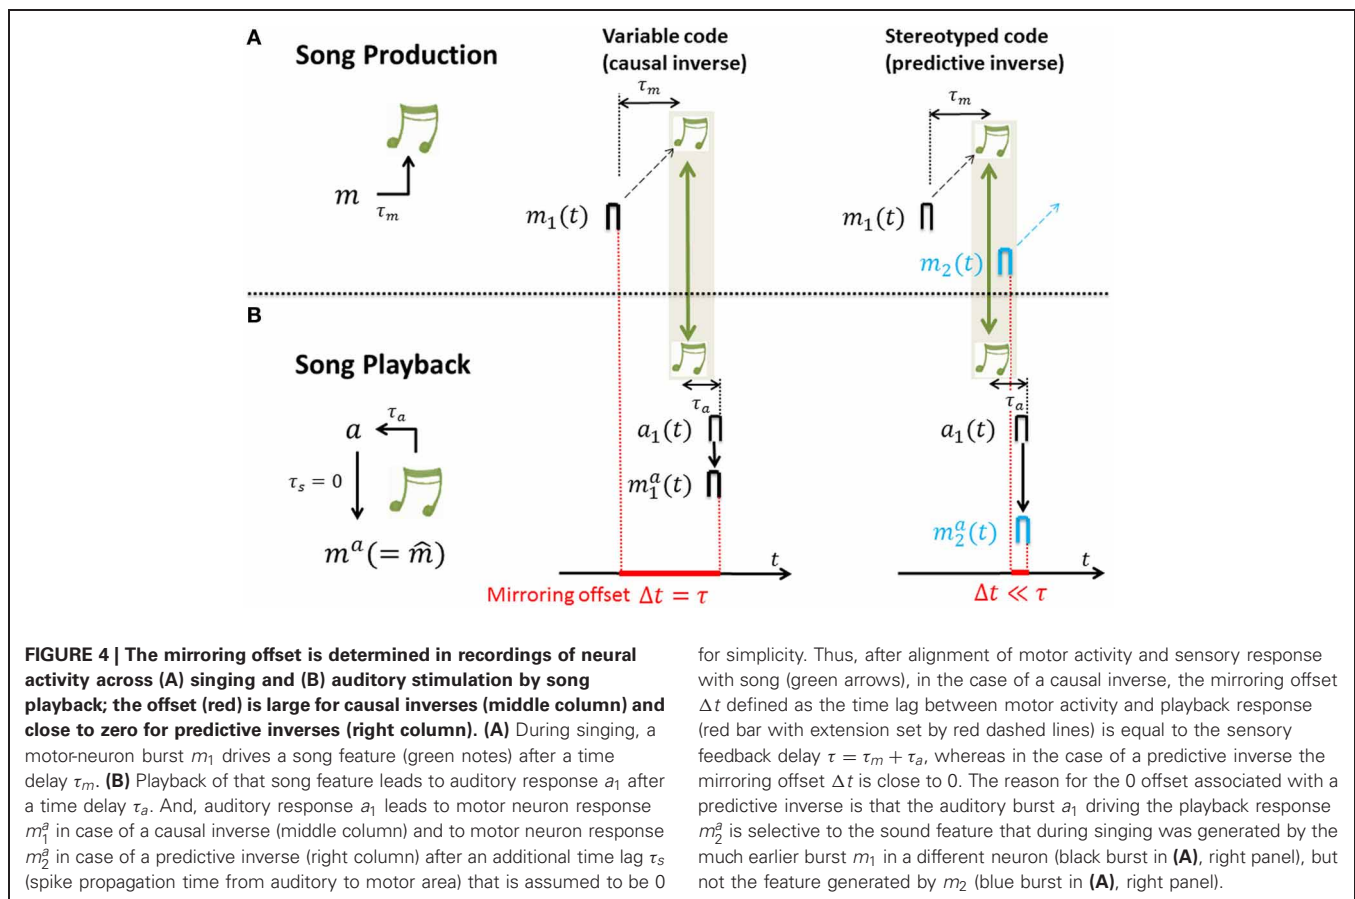 A
Song Production
m
τm
Variable code
(causal inverse)
τm
m1(t)
Stereotyped code
(predictive inverse)
τm
m1(t)
m2(t)
B
Song Playback
τa
a
τs = 0
m^a(= m̂)
τa
a1(t)
m1^a(t)
t
Mirroring offset Δt = τ
τa
a1(t)
m2^a(t)
t
Δt ≪ τ
FIGURE 4 | The mirroring offset is determined in recordings of neural
activity across (A) singing and (B) auditory stimulation by song
playback; the offset (red) is large for causal inverses (middle column) and
close to zero for predictive inverses (right column). (A) During singing, a
motor-neuron burst m1 drives a song feature (green notes) after a time
delay τm. (B) Playback of that song feature leads to auditory response a1 after
a time delay τa. And, auditory response a1 leads to motor neuron response
m1^a in case of a causal inverse (middle column) and to motor neuron response
m2^a in case of a predictive inverse (right column) after an additional time lag τs
(spike propagation time from auditory to motor area) that is assumed to be 0
for simplicity. Thus, after alignment of motor activity and sensory response
with song (green arrows), in the case of a causal inverse, the mirroring offset
Δt defined as the time lag between motor activity and playback response
(red bar with extension set by red dashed lines) is equal to the sensory
feedback delay τ = τm + τa, whereas in the case of a predictive inverse the
mirroring offset Δt is close to 0. The reason for the 0 offset associated with a
predictive inverse is that the auditory burst a1 driving the playback response
m2^a is selective to the sound feature that during singing was generated by the
much earlier burst m1 in a different neuron (black burst in (A), right panel), but
not the feature generated by m2 (blue burst in (A), right panel).